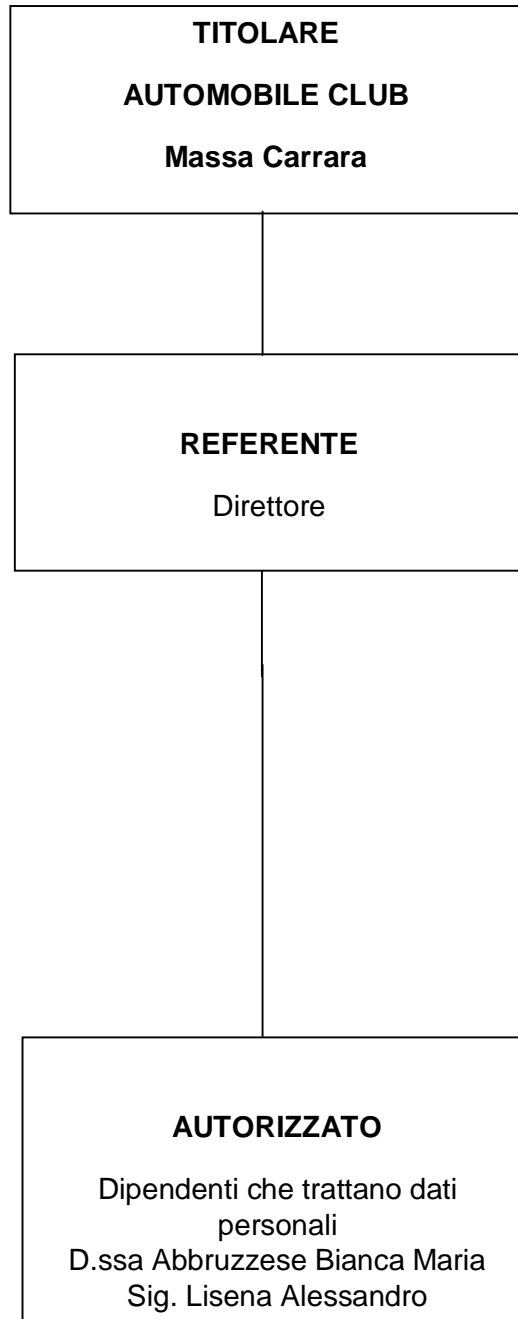 TITOLARE
AUTOMOBILE CLUB
Massa Carrara
REFERENTE
Direttore
AUTORIZZATO
Dipendenti che trattano dati
personali
D.ssa Abbruzzese Bianca Maria
Sig. Lisena Alessandro